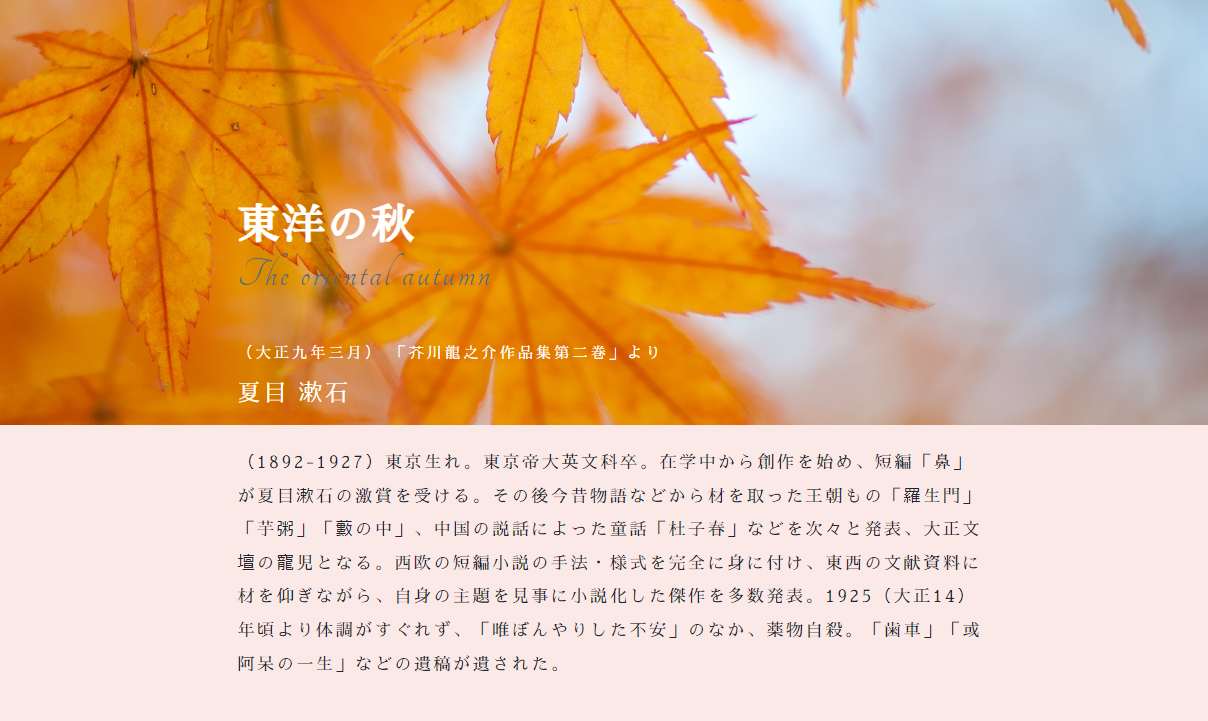 東洋の秋
The oriental autumn
（大正九年三月）「芥川龍之介作品集第二巻」より
夏目 漱石
（1892-1927）東京生れ。東京帝大英文科卒。在学中から創作を始め、短編「鼻」
が夏目漱石の激賞を受ける。その後今昔物語などから材を取った王朝もの「羅生門」
「芋粥」「藪の中」、中国の説話によった童話「杜子春」などを次々と発表、大正文
壇の寵児となる。西欧の短編小説の手法・様式を完全に身に付け、東西の文献資料に
材を仰ぎながら、自身の主題を見事に小説化した傑作を多数発表。1925（大正14）
年頃より体調がすぐれず、「唯ぼんやりした不安」のなか、薬物自殺。「歯車」「或
阿呆の一生」などの遺稿が遺された。